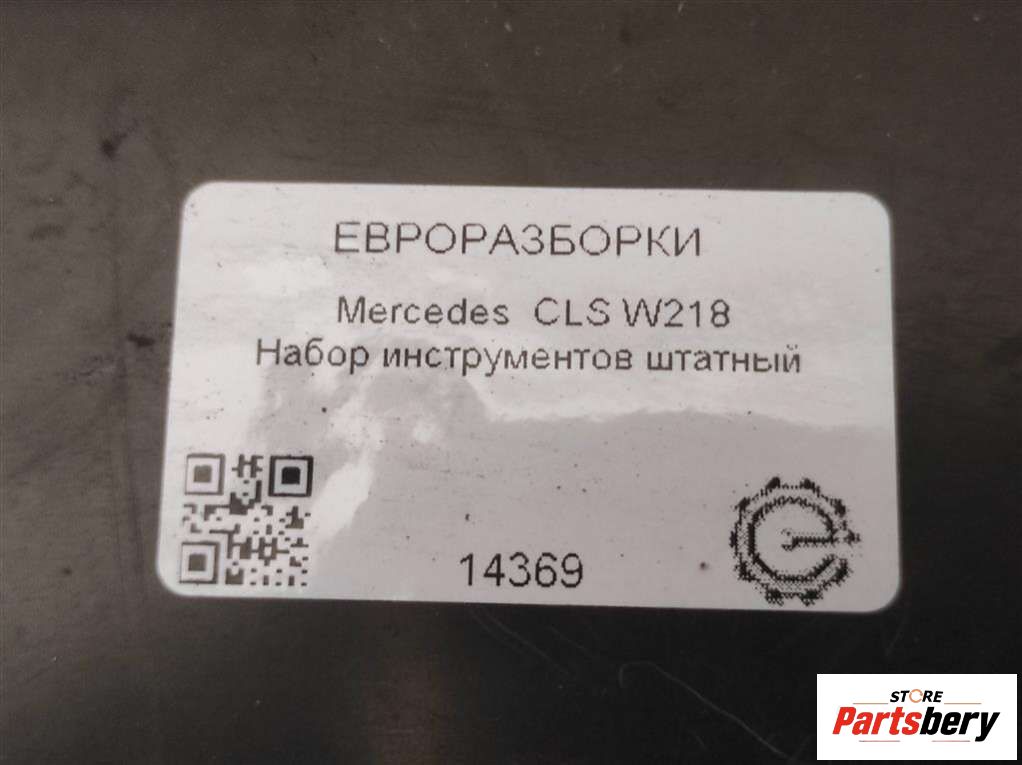 ЕВРОРАЗБОРКИ
Mercedes CLS W218
Набор инструментов штатный
14369
STORE
Partsbery